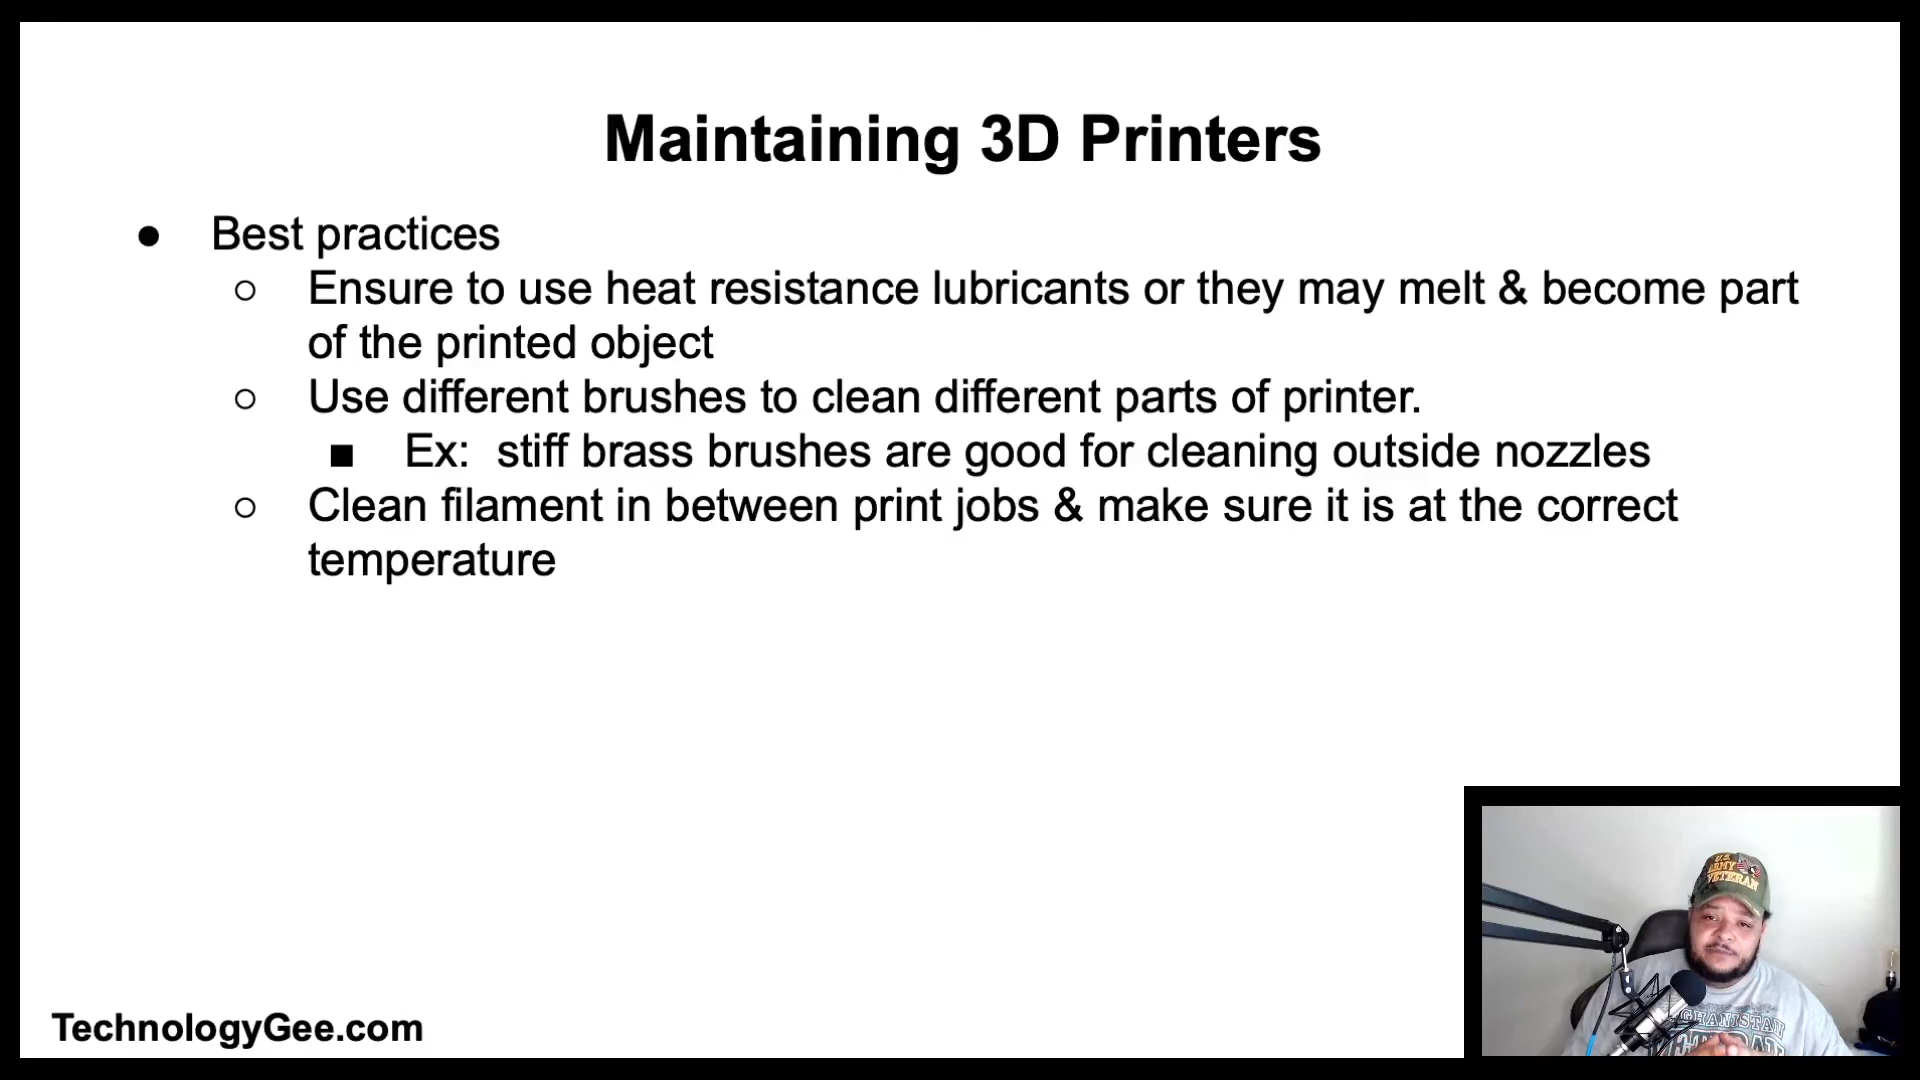 Maintaining 3D Printers
● Best practices
○ Ensure to use heat resistance lubricants or they may melt & become part
of the printed object
○ Use different brushes to clean different parts of printer.
■ Ex:  stiff brass brushes are good for cleaning outside nozzles
○ Clean filament in between print jobs & make sure it is at the correct
temperature
U.S.
ARMY
VETERAN
TechnologyGee.com